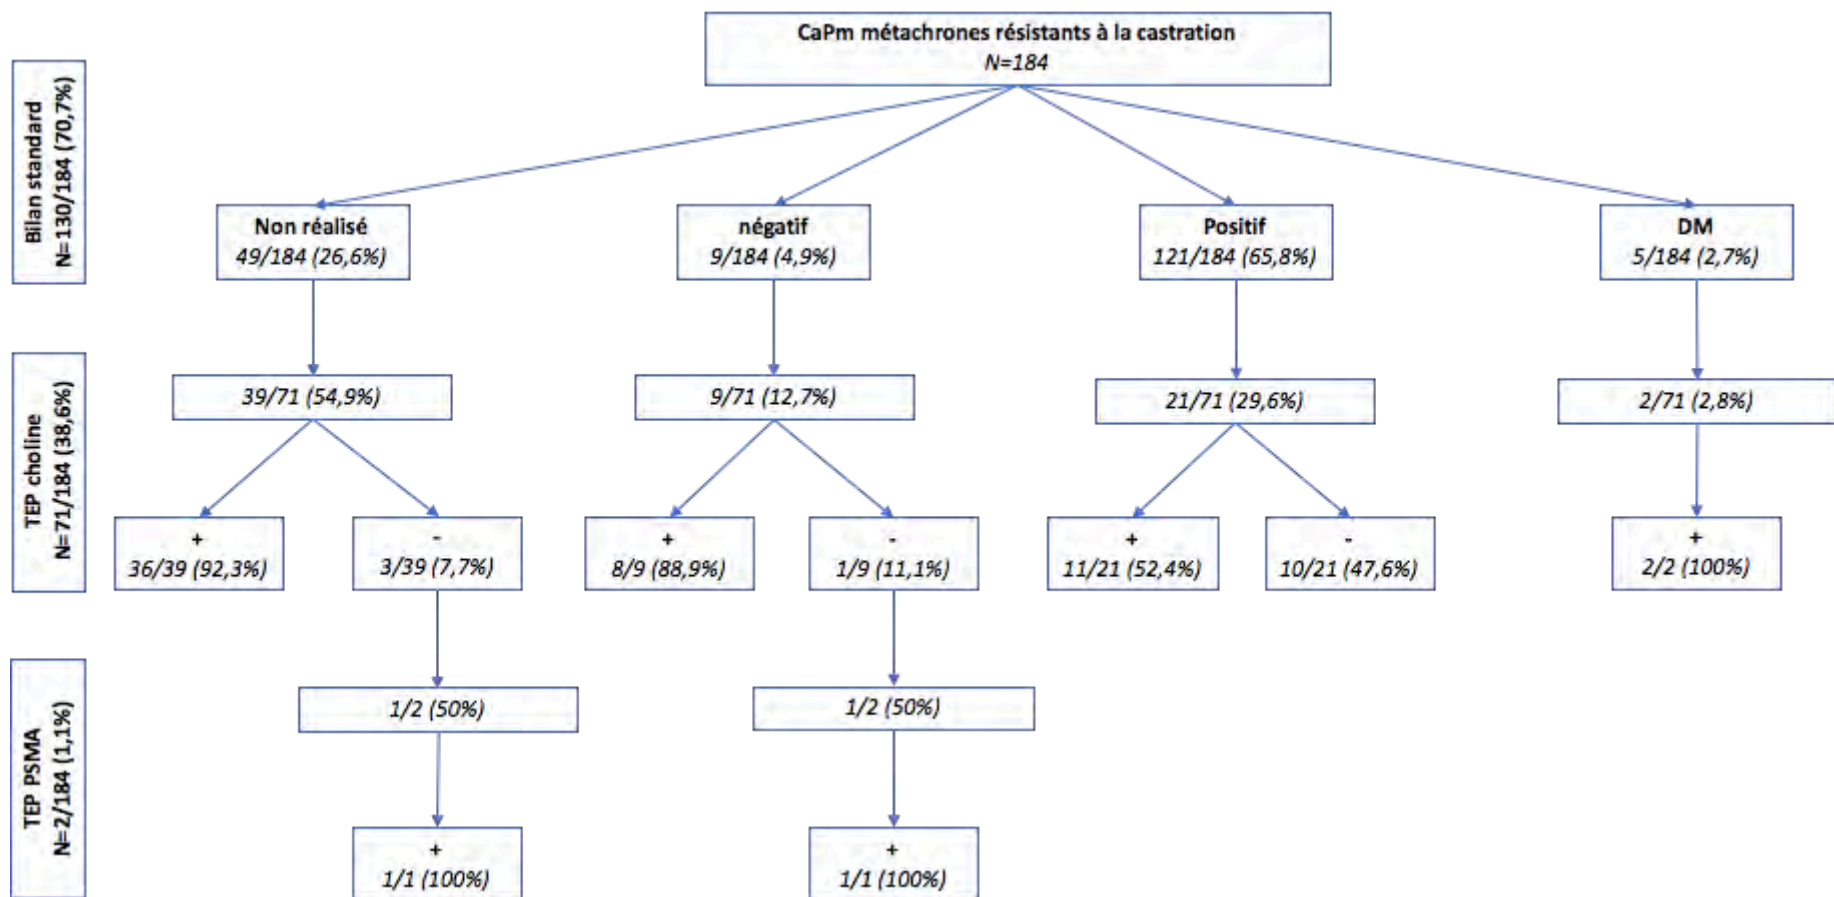 CaPm métachrones résistants à la castration
N=184
Bilan standard
N=130/184 (70,7%)
Non réalisé
49/184 (26,6%)
négatif
9/184 (4,9%)
Positif
121/184 (65,8%)
DM
5/184 (2,7%)
TEP choline
N=71/184 (38,6%)
39/71 (54,9%)
9/71 (12,7%)
21/71 (29,6%)
2/71 (2,8%)
+
36/39 (92,3%)
-
3/39 (7,7%)
+
8/9 (88,9%)
-
1/9 (11,1%)
+
11/21 (52,4%)
-
10/21 (47,6%)
+
2/2 (100%)
TEP PSMA
N=2/184 (1,1%)
1/2 (50%)
1/2 (50%)
+
1/1 (100%)
+
1/1 (100%)